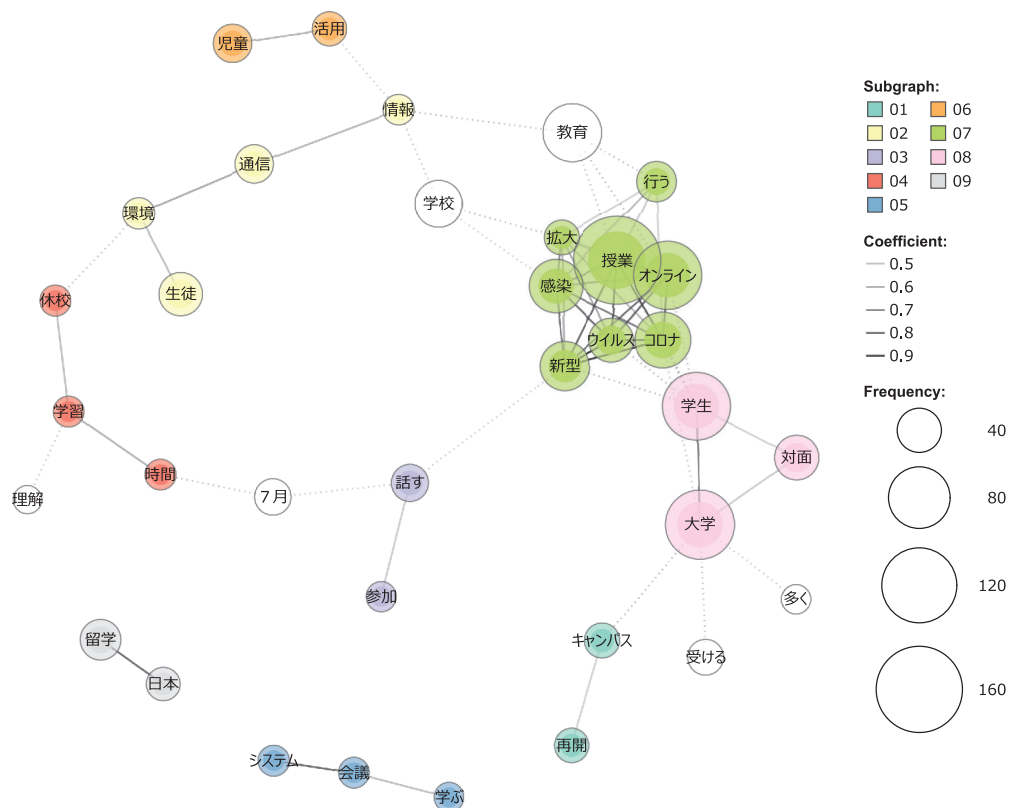 児童
活用
情報
教育
通信
行う
学校
環境
拡大
授業
オンライン
感染
生徒
休校
ウイルス
コロナ
新型
学生
学習
対面
時間
話す
7月
理解
大学
参加
多く
キャンパス
受ける
留学
日本
再開
システム
会議
学ぶ
Subgraph:
01
02
03
04
05
06
07
08
09
Coefficient:
0.5
0.6
0.7
0.8
0.9
Frequency:
40
80
120
160